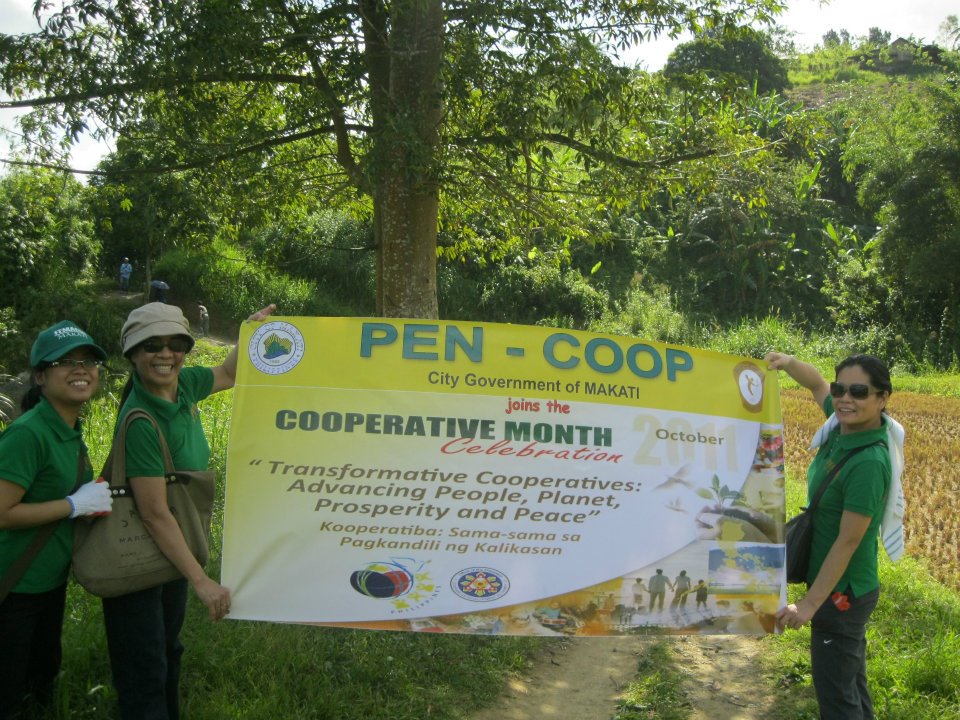 PEN - COOP
City Government of MAKATI
joins the
COOPERATIVE MONTH
Celebration
October
2011
“ Transformative Cooperatives:
Advancing People, Planet,
Prosperity and Peace”
Kooperatiba: Sama-sama sa
Pagkandili ng Kalikasan
PHILIPPINES